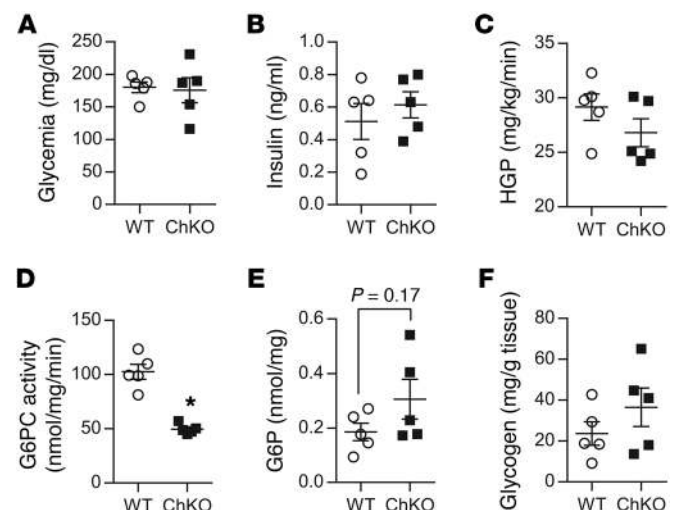 A
Glycemia (mg/dl)
250
200
150
100
50
0
WT ChKO
B
Insulin (ng/ml)
1.0
0.8
0.6
0.4
0.2
0.0
WT ChKO
C
HGP (mg/kg/min)
35
30
25
20
WT ChKO
D
G6PC activity
(nmol/mg/min)
150
100
50
0
*
WT ChKO
E
G6P (nmol/mg)
P = 0.17
0.6
0.4
0.2
0.0
WT ChKO
F
Glycogen (mg/g tissue)
80
60
40
20
0
WT ChKO